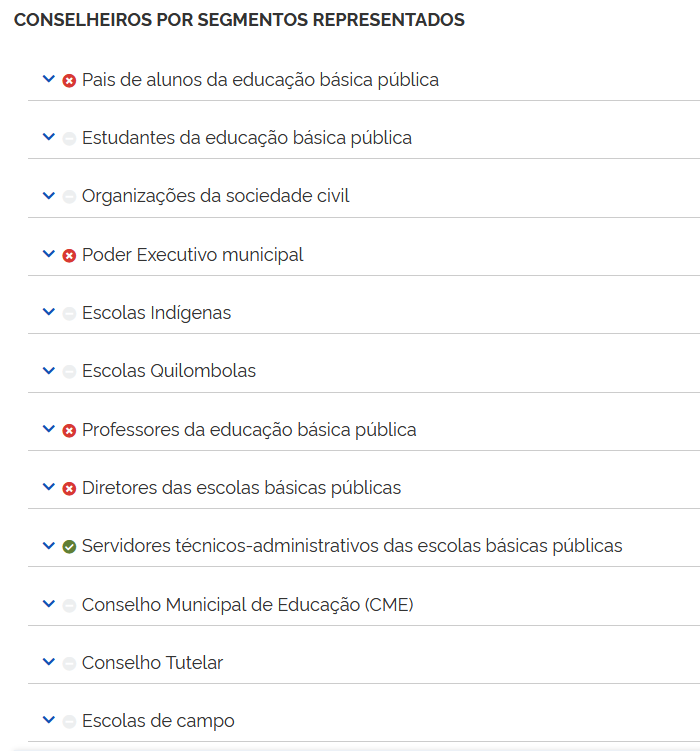 CONSELHEIROS POR SEGMENTOS REPRESENTADOS
Pais de alunos da educação básica pública
Estudantes da educação básica pública
Organizações da sociedade civil
Poder Executivo municipal
Escolas Indígenas
Escolas Quilombolas
Professores da educação básica pública
Diretores das escolas básicas públicas
Servidores técnicos-administrativos das escolas básicas públicas
Conselho Municipal de Educação (CME)
Conselho Tutelar
Escolas de campo